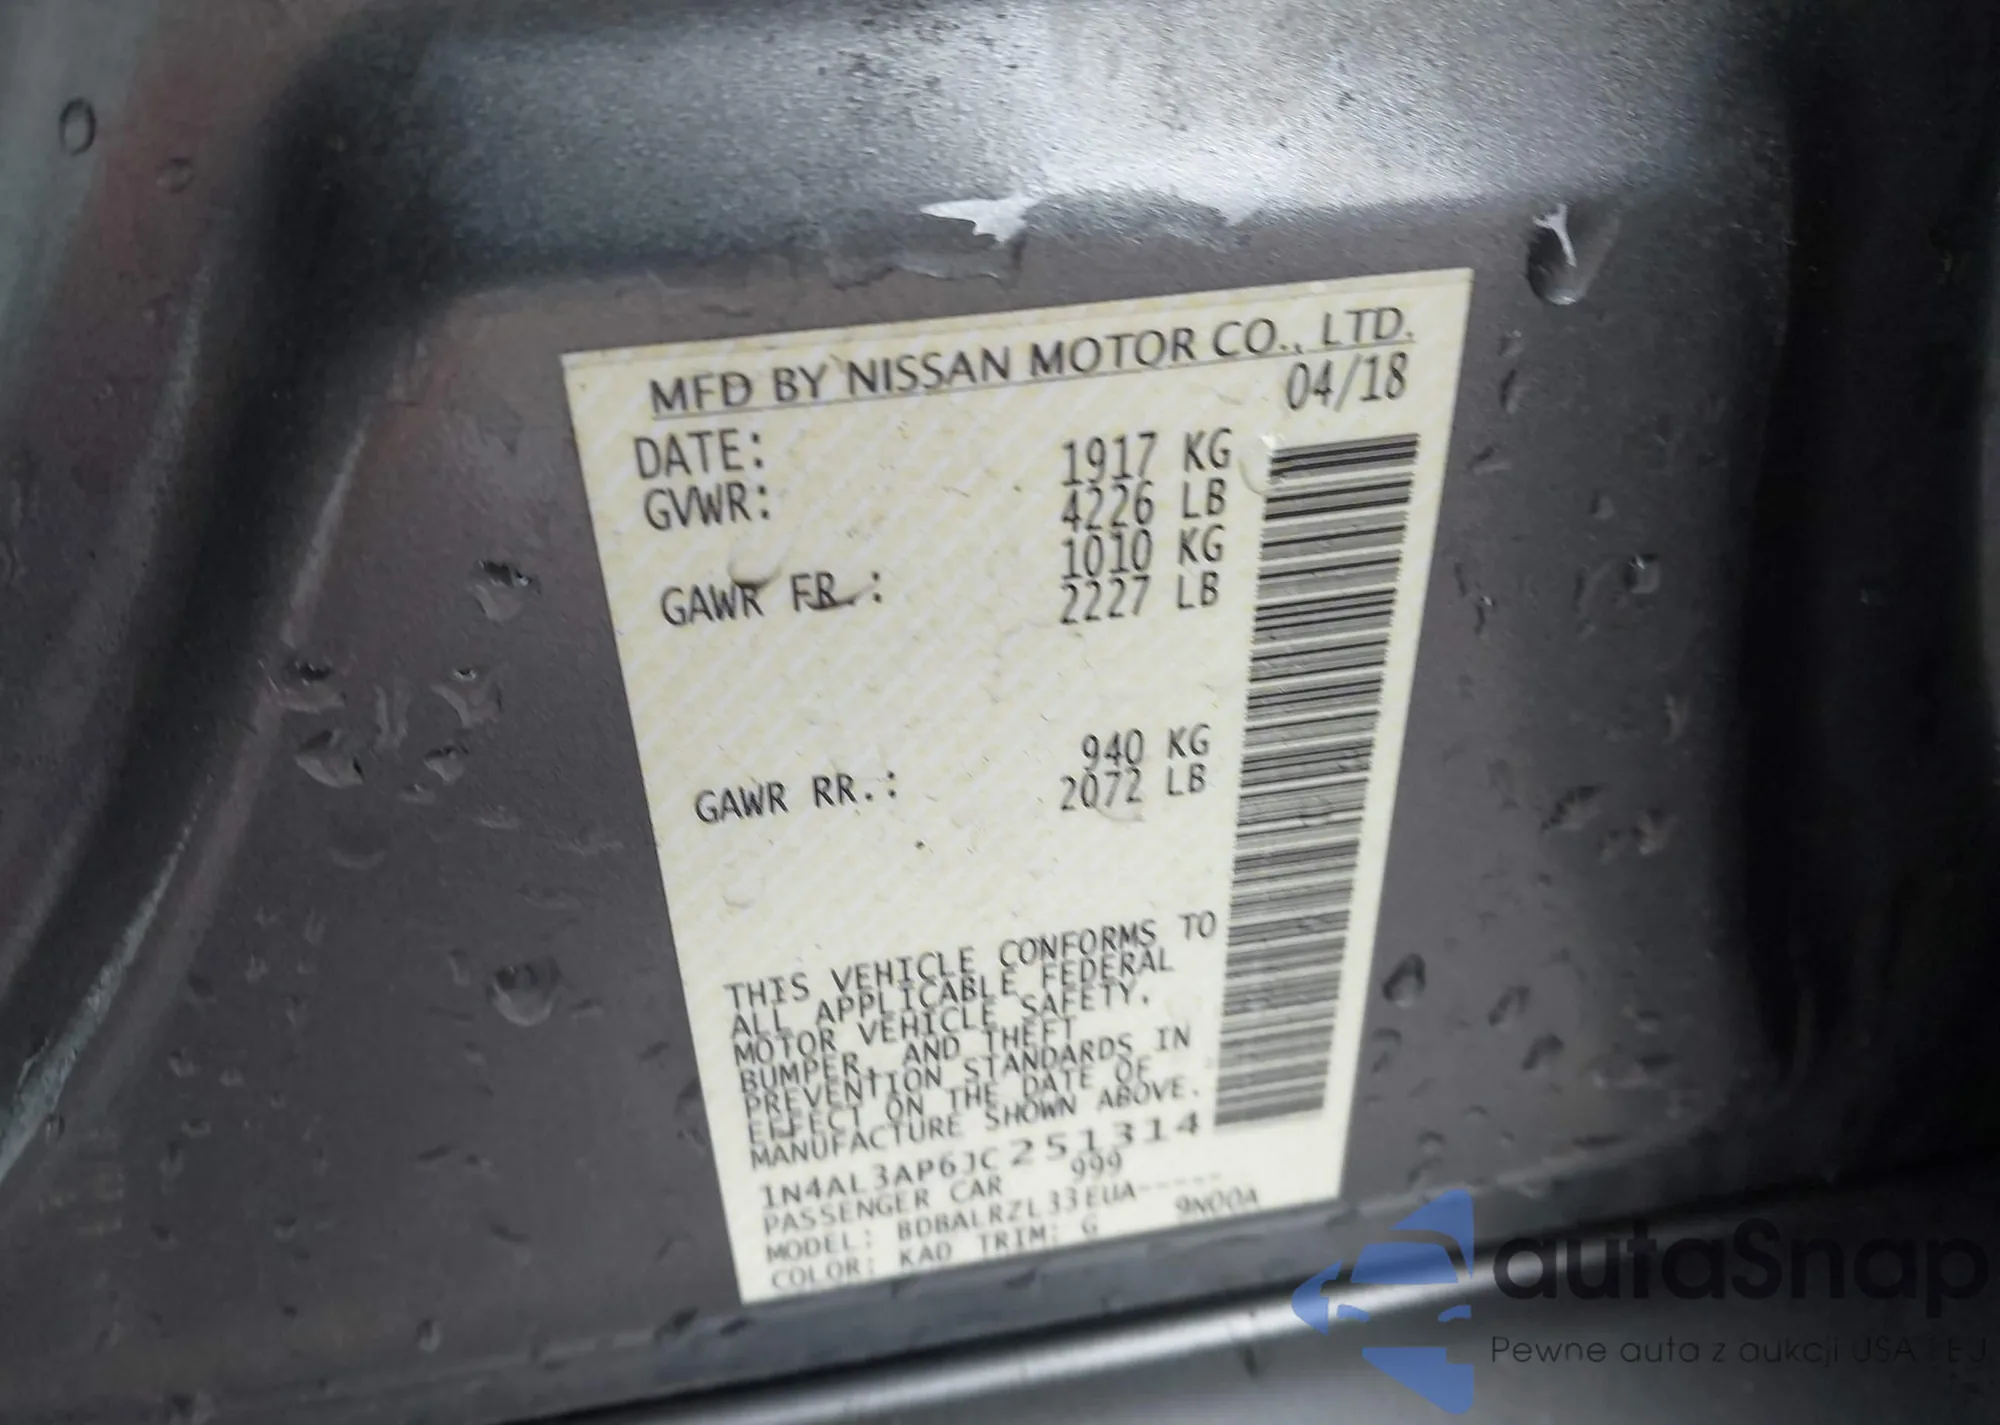 MFD BY NISSAN MOTOR CO., LTD.
DATE: 04/18
GVWR: 1917 KG
4226 LB
GAWR FR.: 1010 KG
2227 LB
GAWR RR.: 940 KG
2072 LB
THIS VEHICLE CONFORMS TO
ALL APPLICABLE FEDERAL
MOTOR VEHICLE SAFETY,
BUMPER, AND THEFT
PREVENTION STANDARDS IN
EFFECT ON THE DATE OF
MANUFACTURE SHOWN ABOVE.
1N4AL3AP6JC251314
PASSENGER CAR 999
MODEL: BDBALRZL33EUA-----
COLOR: KAD TRIM: G 9N00A
autaSnap
Pewne auta z aukcji USA i EJ